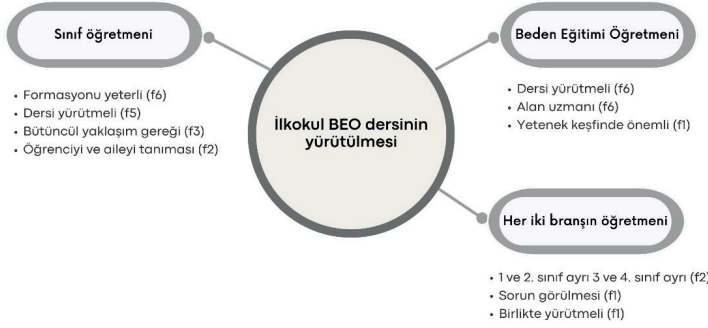 Sınıf öğretmeni
• Formasyonu yeterli (f6)
• Dersi yürütmeli (f5)
• Bütüncül yaklaşım gereği (f3)
• Öğrenciyi ve aileyi tanıması (f2)
İlkokul BEO dersinin
yürütülmesi
Beden Eğitimi Öğretmeni
• Dersi yürütmeli (f6)
• Alan uzmanı (f6)
• Yetenek keşfinde önemli (f1)
Her iki branşın öğretmeni
• 1 ve 2. sınıf ayrı 3 ve 4. sınıf ayrı (f2)
• Sorun görülmesi (f1)
• Birlikte yürütmeli (f1)